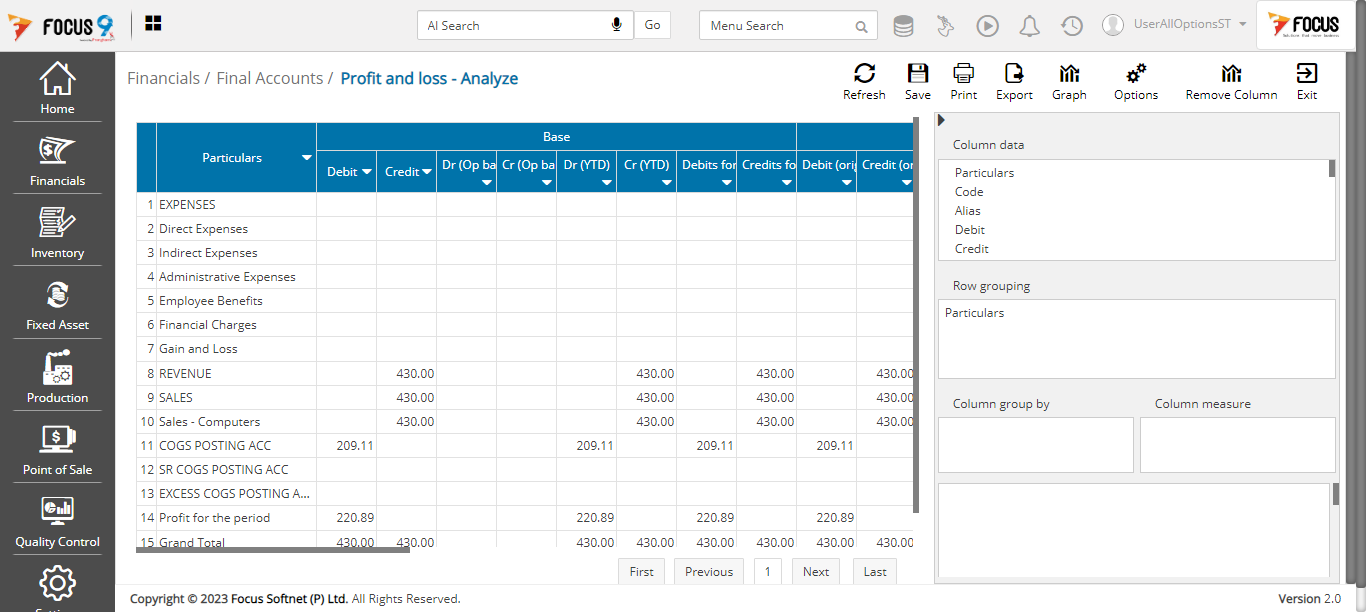 FOCUS 9
AI Search
Go
Menu Search
UserAllOptionsST
FOCUS
Home
Financials
Inventory
Fixed Asset
Production
Point of Sale
Quality Control
Financials / Final Accounts / Profit and loss - Analyze
Refresh Save Print Export Graph Options Remove Column Exit
Base
Particulars
Debit Credit Dr (Op ba Cr (Op ba Dr (YTD) Cr (YTD) Debits for Credits fo Debit (orig Credit (or
1 EXPENSES
2 Direct Expenses
3 Indirect Expenses
4 Administrative Expenses
5 Employee Benefits
6 Financial Charges
7 Gain and Loss
8 REVENUE 430.00 430.00 430.00 430.00
9 SALES 430.00 430.00 430.00 430.00
10 Sales - Computers 430.00 430.00 430.00 430.00
11 COGS POSTING ACC 209.11 209.11 209.11 209.11
12 SR COGS POSTING ACC
13 EXCESS COGS POSTING A...
14 Profit for the period 220.89 220.89 220.89 220.89
15 Grand Total 430.00 430.00 430.00 430.00 430.00 430.00 430.00 430.00
First Previous 1 Next Last
Column data
Particulars
Code
Alias
Debit
Credit
Row grouping
Particulars
Column group by
Column measure
Copyright © 2023 Focus Softnet (P) Ltd. All Rights Reserved.
Version 2.0